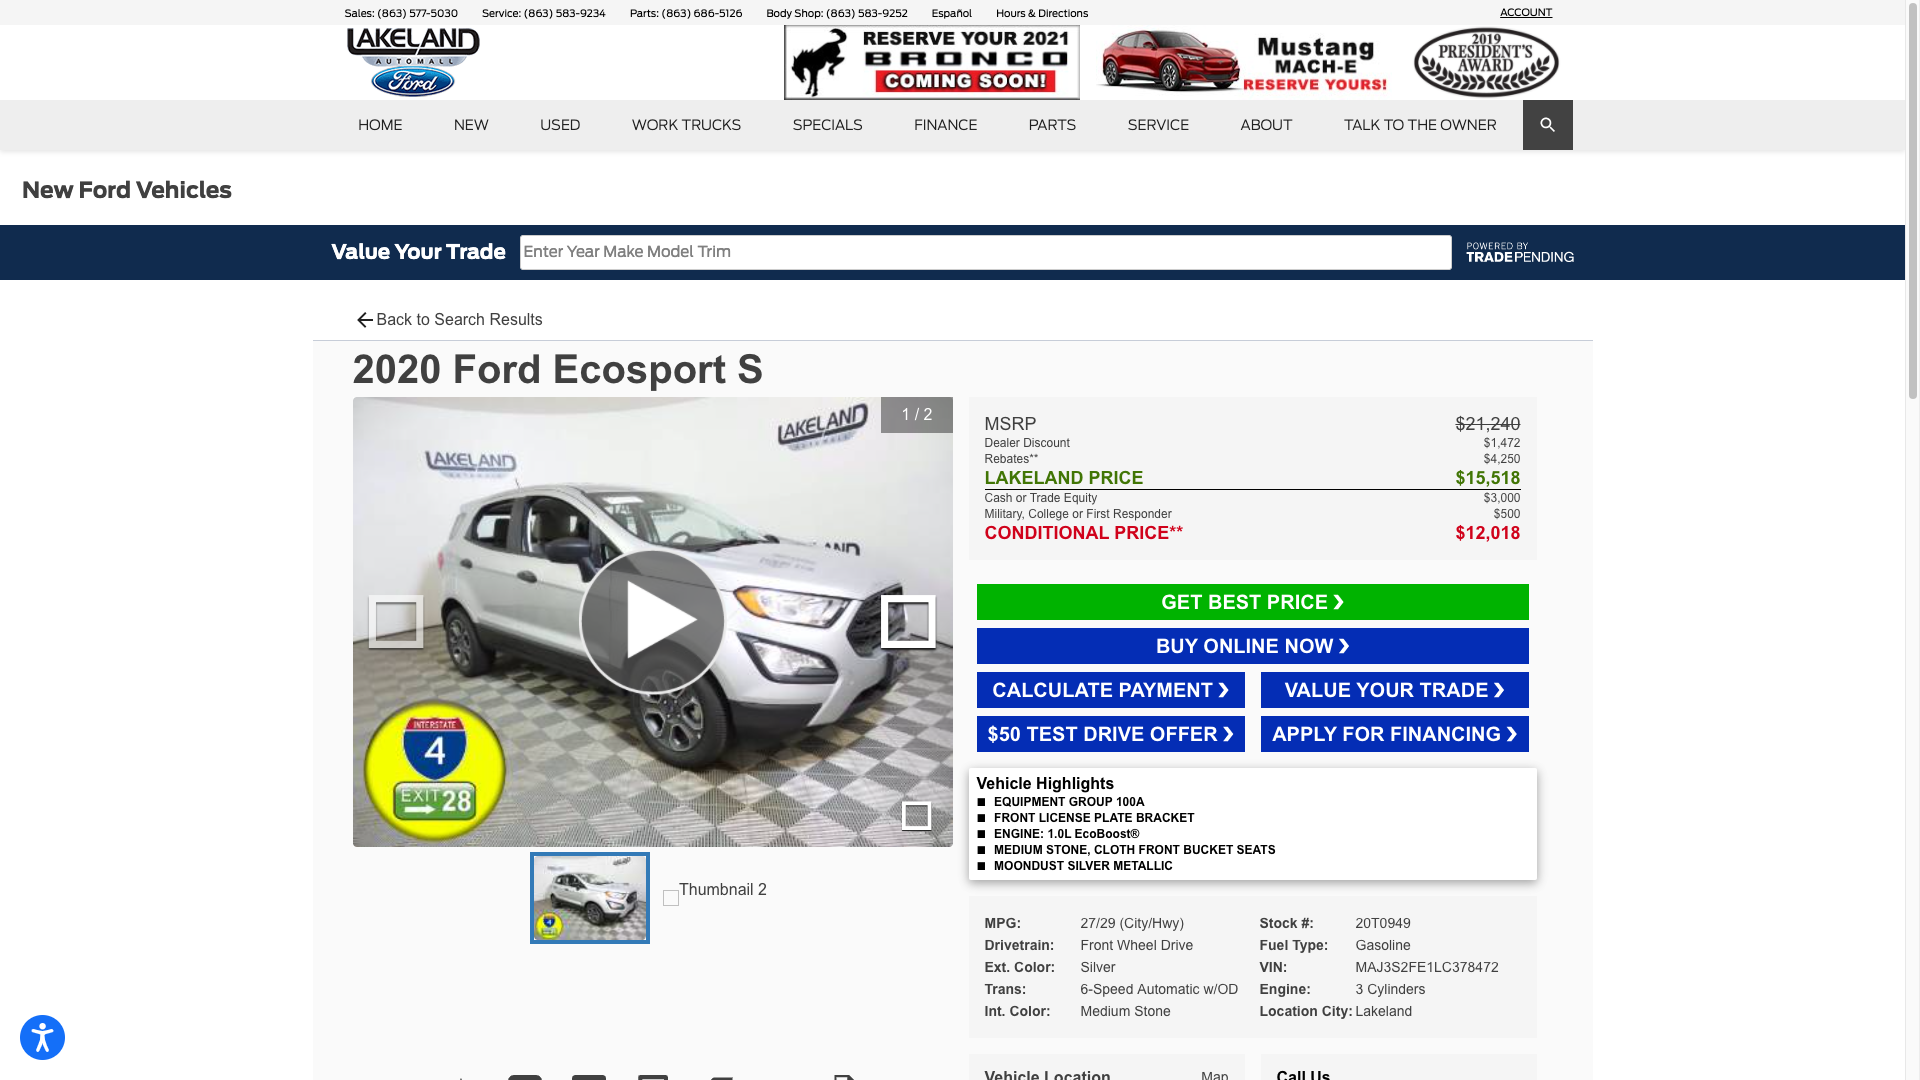 Sales: (863) 577-5030 Service: (863) 583-9234 Parts: (863) 686-5126 Body Shop: (863) 583-9252 Español Hours & Directions ACCOUNT
LAKELAND
AUTOMALL
Ford
RESERVE YOUR 2021
BRONCO
COMING SOON!
Mustang
MACH-E
RESERVE YOURS!
2019
PRESIDENT'S
AWARD
HOME NEW USED WORK TRUCKS SPECIALS FINANCE PARTS SERVICE ABOUT TALK TO THE OWNER
New Ford Vehicles
Value Your Trade Enter Year Make Model Trim POWERED BY
TRADEPENDING
Back to Search Results
2020 Ford Ecosport S
1 / 2
LAKELAND
AUTOMALL
LAKELAND
AUTOMALL
INTERSTATE
4
EXIT 28
Thumbnail 2
MSRP $21,240
Dealer Discount $1,472
Rebates** $4,250
LAKELAND PRICE $15,518
Cash or Trade Equity $3,000
Military, College or First Responder $500
CONDITIONAL PRICE** $12,018
GET BEST PRICE ❯
BUY ONLINE NOW ❯
CALCULATE PAYMENT ❯ VALUE YOUR TRADE ❯
$50 TEST DRIVE OFFER ❯ APPLY FOR FINANCING ❯
Vehicle Highlights
■ EQUIPMENT GROUP 100A
■ FRONT LICENSE PLATE BRACKET
■ ENGINE: 1.0L EcoBoost®
■ MEDIUM STONE, CLOTH FRONT BUCKET SEATS
■ MOONDUST SILVER METALLIC
MPG: 27/29 (City/Hwy) Stock #: 20T0949
Drivetrain: Front Wheel Drive Fuel Type: Gasoline
Ext. Color: Silver VIN: MAJ3S2FE1LC378472
Trans: 6-Speed Automatic w/OD Engine: 3 Cylinders
Int. Color: Medium Stone Location City: Lakeland
Vehicle Location Map Call Us